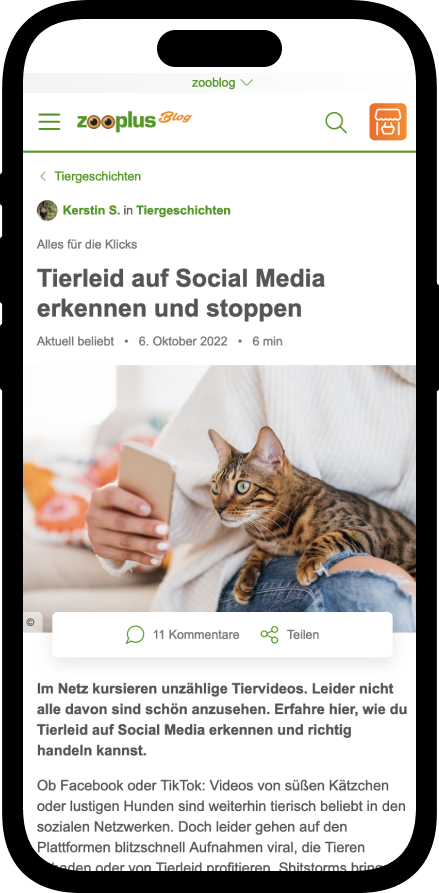 zooblog
zooplus Blog
Tiergeschichten
Kerstin S. in Tiergeschichten
Alles für die Klicks
Tierleid auf Social Media
erkennen und stoppen
Aktuell beliebt • 6. Oktober 2022 • 6 min
©
11 Kommentare Teilen
Im Netz kursieren unzählige Tiervideos. Leider nicht
alle davon sind schön anzusehen. Erfahre hier, wie du
Tierleid auf Social Media erkennen und richtig
handeln kannst.
Ob Facebook oder TikTok: Videos von süßen Kätzchen
oder lustigen Hunden sind weiterhin tierisch beliebt in den
sozialen Netzwerken. Doch leider gehen auf den
Plattformen blitzschnell Aufnahmen viral, die Tieren
schaden oder von Tierleid profitieren. Shitstorms